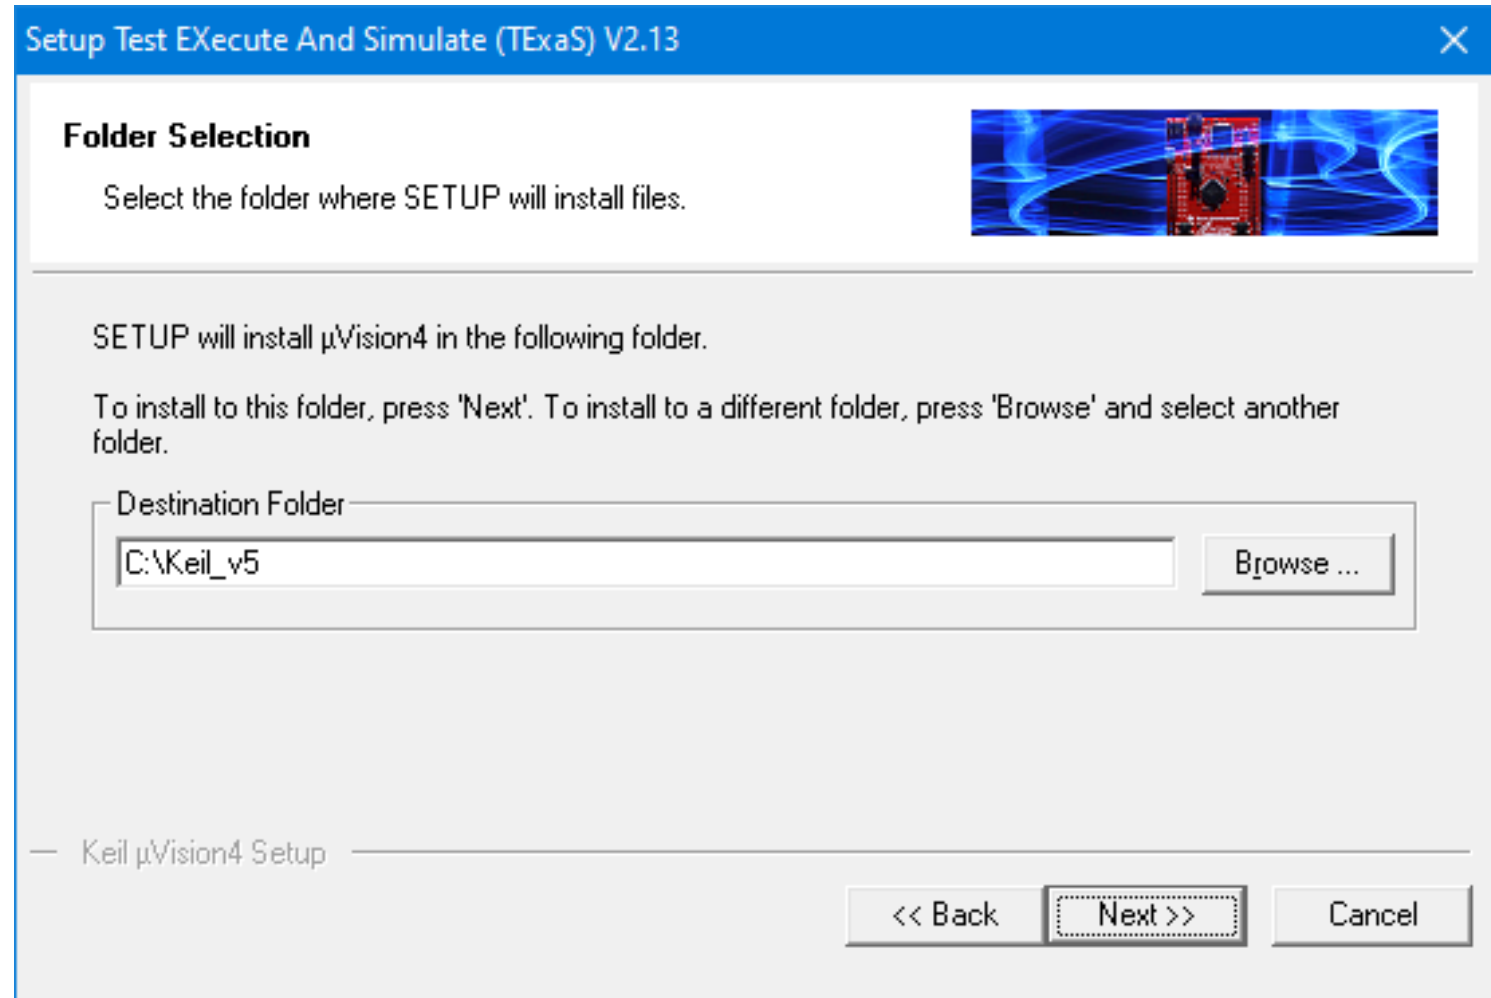 Setup Test EXecute And Simulate (TExaS) V2.13
Folder Selection
Select the folder where SETUP will install files.
SETUP will install µVision4 in the following folder.
To install to this folder, press 'Next'. To install to a different folder, press 'Browse' and select another
folder.
Destination Folder
C:\Keil_v5
Browse ...
Keil µVision4 Setup
<< Back
Next >>
Cancel